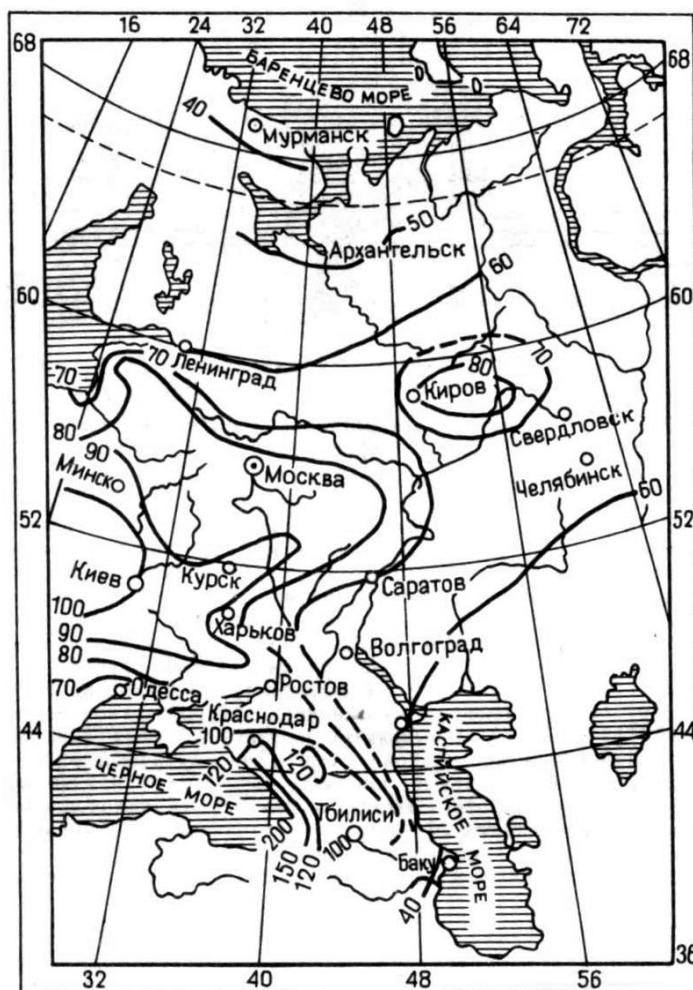 16 24 32 40 48 56 64 72
68 68
БАРЕНЦЕВО МОРЕ
40
Мурманск
50
Архангельск
60
60 60
70 Ленинград
70
80
70
80
Киров
90
Свердловск
Минск
Москва
Челябинск
60
52 52
Киев
Курск
Саратов
100
Харьков
90
Волгоград
80
70
Одесса
Ростов
Краснодар
44 44
100
120
120
ЧЕРНОЕ МОРЕ
КАСПИЙСКОЕ МОРЕ
Тбилиси
200
150
120
100
Баку
40
36
32 40 48 56